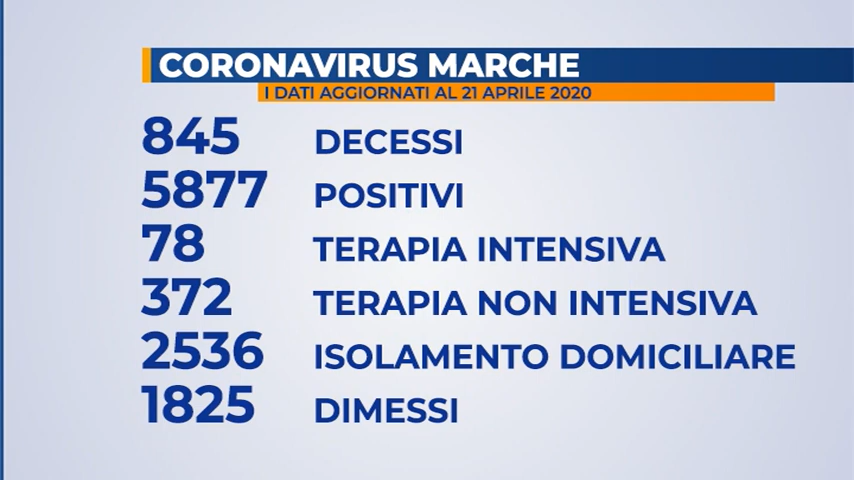 CORONAVIRUS MARCHE
I DATI AGGIORNATI AL 21 APRILE 2020
845 DECESSI
5877 POSITIVI
78 TERAPIA INTENSIVA
372 TERAPIA NON INTENSIVA
2536 ISOLAMENTO DOMICILIARE
1825 DIMESSI